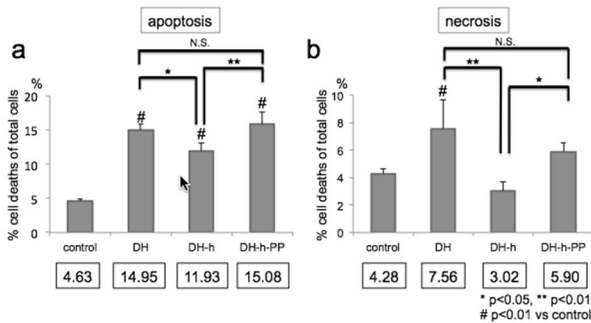 apoptosis
a
N.S.
*
**
%
% cell deaths of total cells
20
15
10
5
0
#
#
#
control
DH
DH-h
DH-h-PP
4.63
14.95
11.93
15.08
necrosis
b
N.S.
**
*
%
% cell deaths of total cells
10
8
6
4
2
0
#
control
DH
DH-h
DH-h-PP
4.28
7.56
3.02
5.90
* p<0.05, ** p<0.01
# p<0.01 vs control